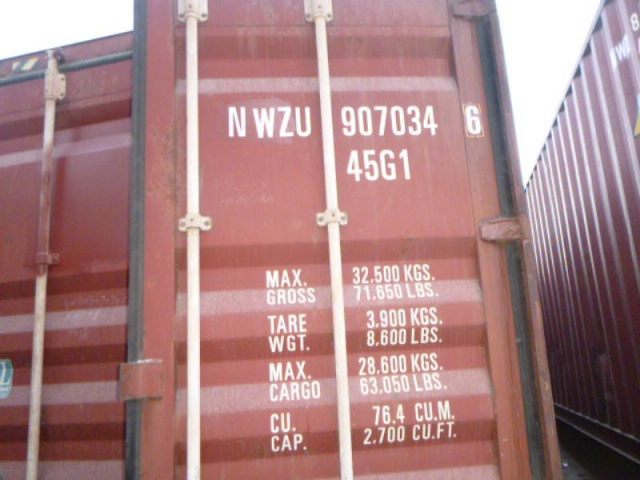 NWZU 907034 6
45G1
MAX. 32.500 KGS.
GROSS 71.650 LBS.
TARE 3.900 KGS.
WGT. 8.600 LBS.
MAX. 28.600 KGS.
CARGO 63.050 LBS.
CU. 76.4 CU.M.
CAP. 2.700 CU.FT.